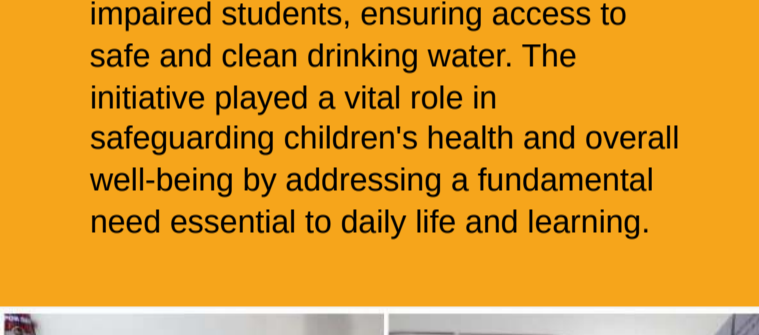 impaired students, ensuring access to
safe and clean drinking water. The
initiative played a vital role in
safeguarding children's health and overall
well-being by addressing a fundamental
need essential to daily life and learning.